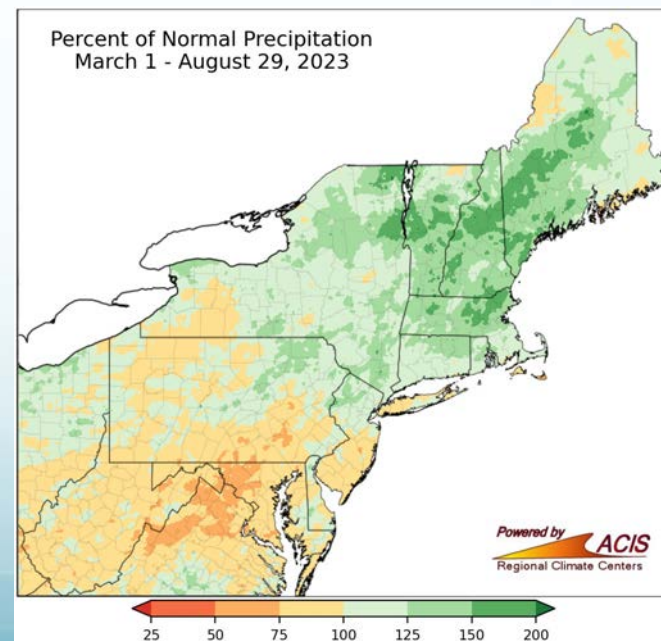 Percent of Normal Precipitation
March 1 - August 29, 2023
Powered by
ACIS
Regional Climate Centers
25 50 75 100 125 150 200